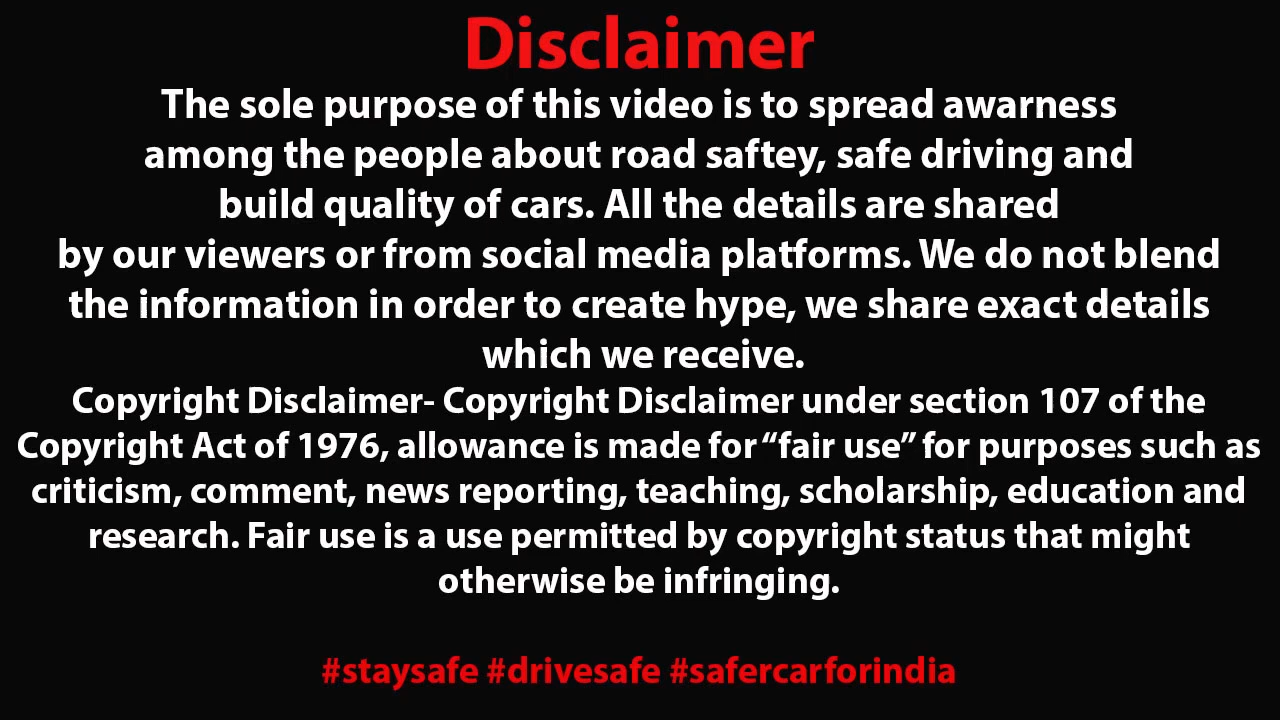 Disclaimer
The sole purpose of this video is to spread awarness
among the people about road saftey, safe driving and
build quality of cars. All the details are shared
by our viewers or from social media platforms. We do not blend
the information in order to create hype, we share exact details
which we receive.
Copyright Disclaimer- Copyright Disclaimer under section 107 of the
Copyright Act of 1976, allowance is made for “fair use” for purposes such as
criticism, comment, news reporting, teaching, scholarship, education and
research. Fair use is a use permitted by copyright status that might
otherwise be infringing.
#staysafe #drivesafe #safercarforindia